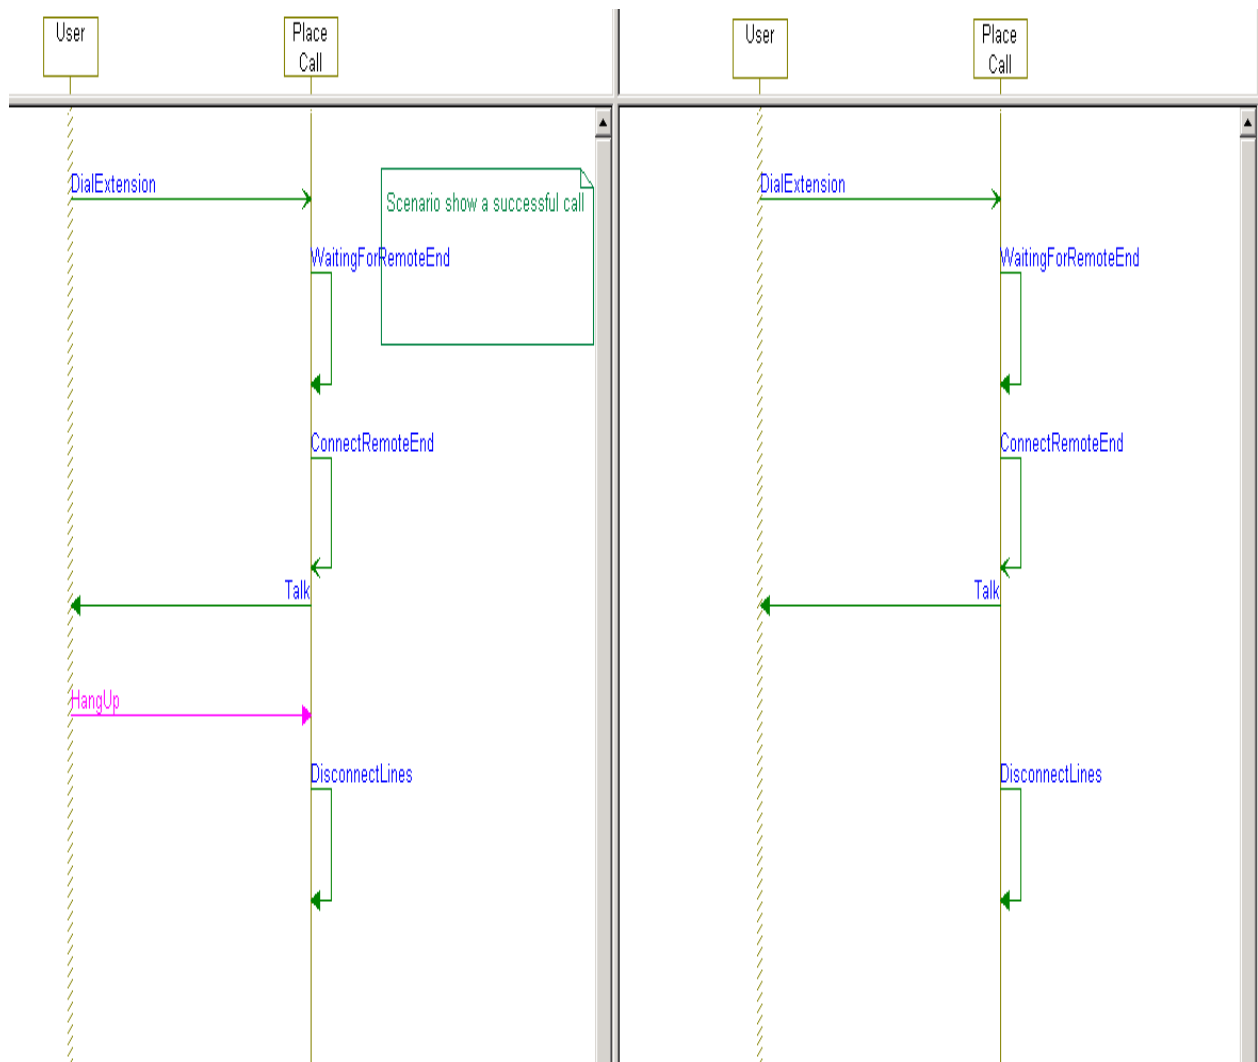 User
Place
Call
DialExtension
Scenario show a successful call
WaitingForRemoteEnd
ConnectRemoteEnd
Talk
HangUp
DisconnectLines
User
Place
Call
DialExtension
WaitingForRemoteEnd
ConnectRemoteEnd
Talk
DisconnectLines